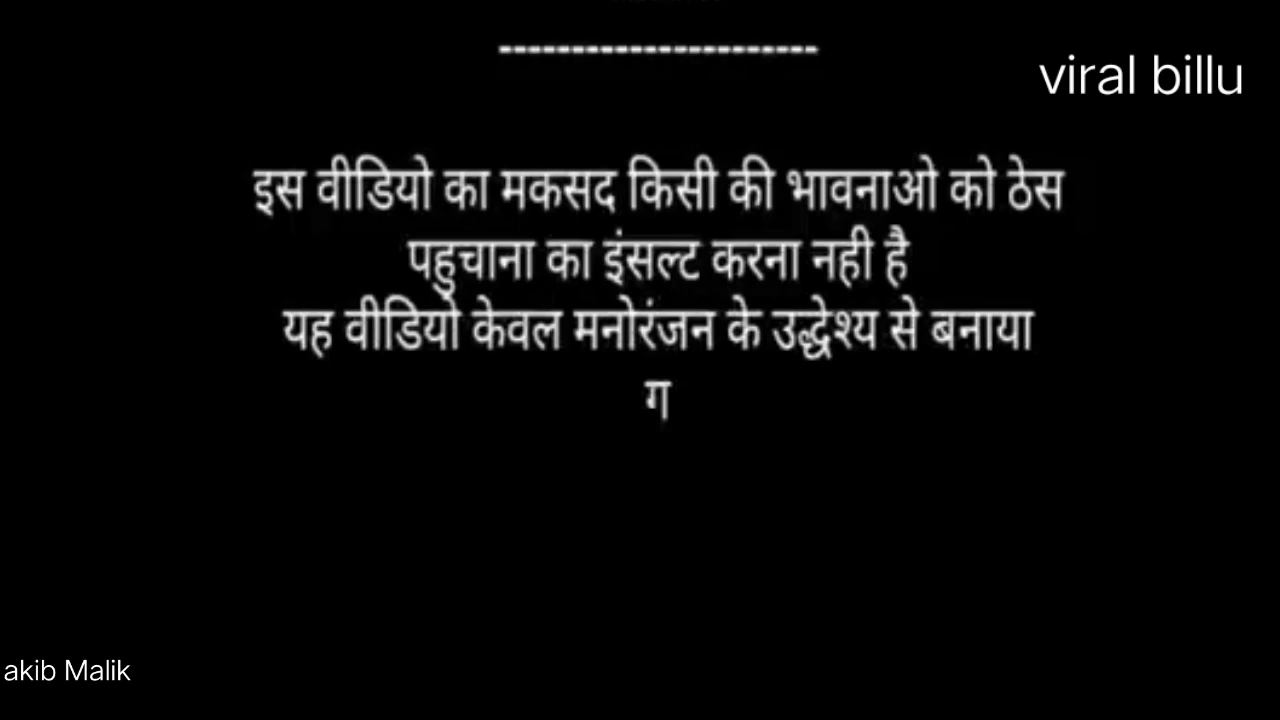 ----------------------
viral billu
इस वीडियो का मकसद किसी की भावनाओ को ठेस
पहुचाना का इंसल्ट करना नही है
यह वीडियो केवल मनोरंजन के उद्धेश्य से बनाया
ग
akib Malik